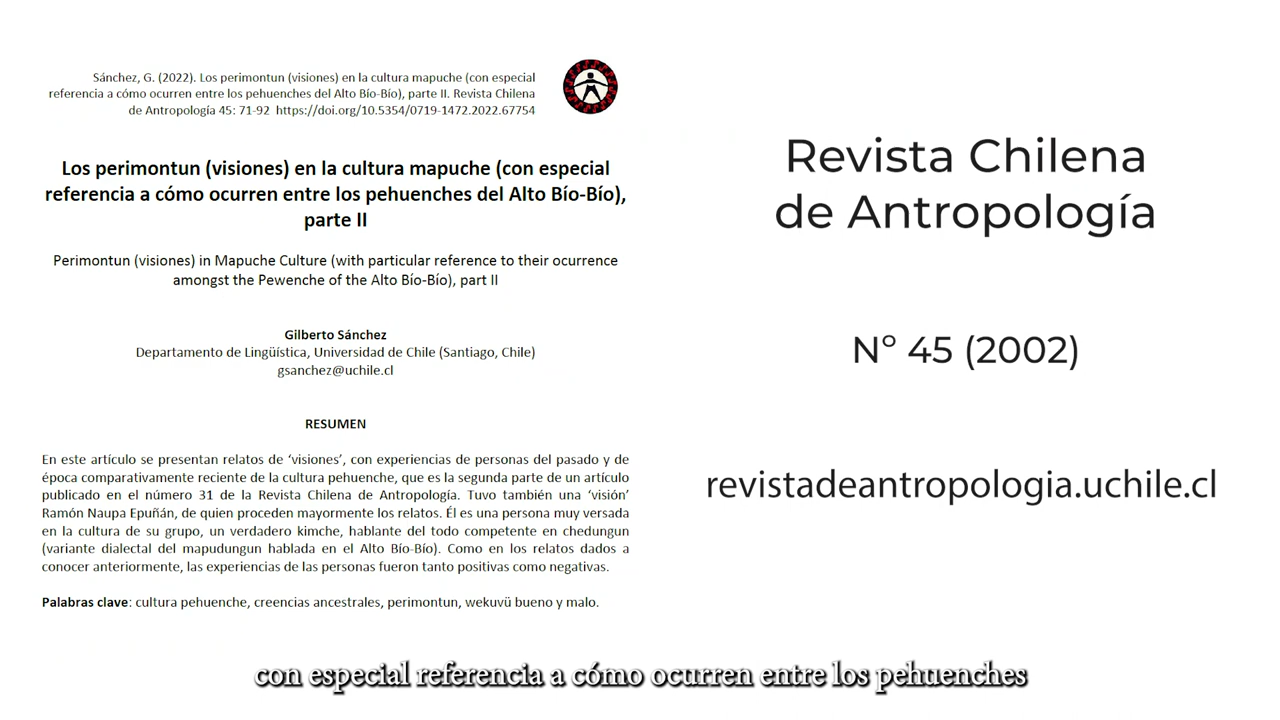 Sánchez, G. (2022). Los perimontun (visiones) en la cultura mapuche (con especial
referencia a cómo ocurren entre los pehuenches del Alto Bío-Bío), parte II. Revista Chilena
de Antropología 45: 71-92 https://doi.org/10.5354/0719-1472.2022.67754
Los perimontun (visiones) en la cultura mapuche (con especial
referencia a cómo ocurren entre los pehuenches del Alto Bío-Bío),
parte II
Perimontun (visiones) in Mapuche Culture (with particular reference to their ocurrence
amongst the Pewenche of the Alto Bío-Bío), part II
Gilberto Sánchez
Departamento de Lingüística, Universidad de Chile (Santiago, Chile)
gsanchez@uchile.cl
RESUMEN
En este artículo se presentan relatos de ‘visiones’, con experiencias de personas del pasado y de
época comparativamente reciente de la cultura pehuenche, que es la segunda parte de un artículo
publicado en el número 31 de la Revista Chilena de Antropología. Tuvo también una ‘visión’
Ramón Naupa Epuñán, de quien proceden mayormente los relatos. Él es una persona muy versada
en la cultura de su grupo, un verdadero kimche, hablante del todo competente en chedungun
(variante dialectal del mapudungun hablada en el Alto Bío-Bío). Como en los relatos dados a
conocer anteriormente, las experiencias de las personas fueron tanto positivas como negativas.
Palabras clave: cultura pehuenche, creencias ancestrales, perimontun, wekuvü bueno y malo.
Revista Chilena
de Antropología
N° 45 (2002)
revistadeantropologia.uchile.cl
con especial referencia a cómo ocurren entre los pehuenches